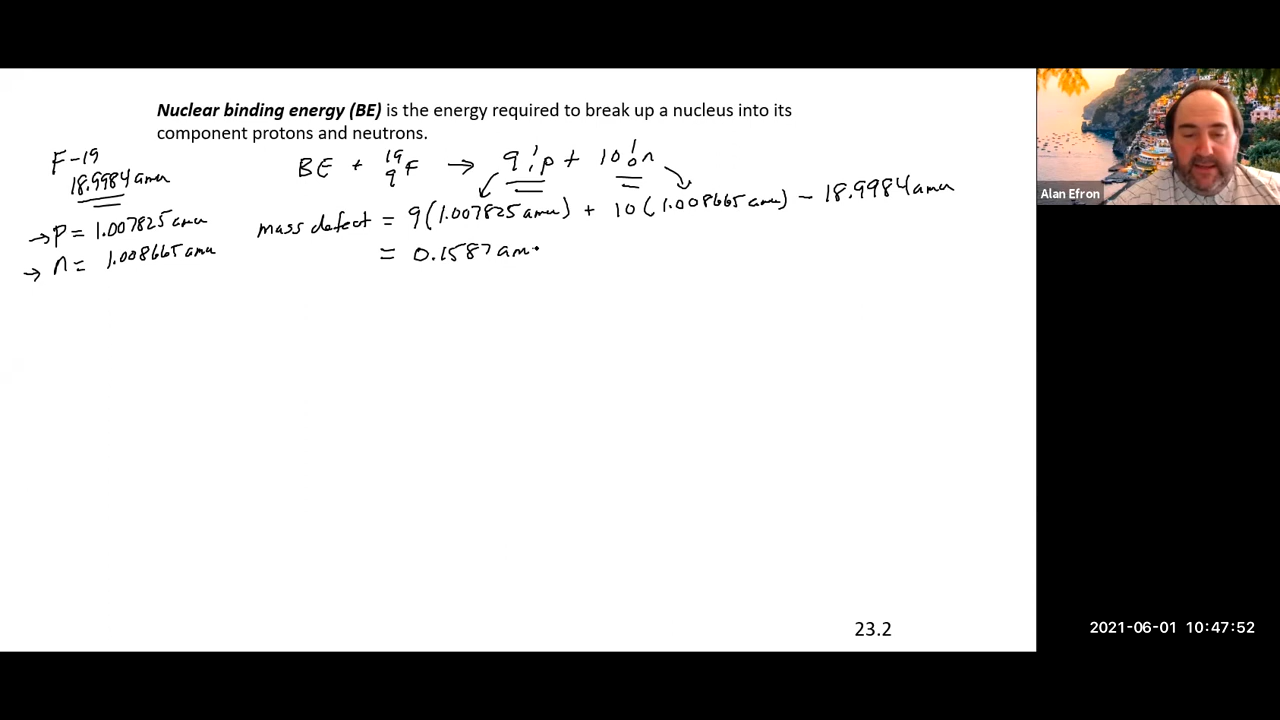 Nuclear binding energy (BE) is the energy required to break up a nucleus into its
component protons and neutrons.
F-19
18.9984 amu
BE + ¹⁹₉F → 9 ¹₁p + 10 ¹₀n
→ p = 1.007825 amu
→ n = 1.008665 amu
mass defect = 9(1.007825 amu) + 10(1.008665 amu) - 18.9984 amu
= 0.1587 am
Alan Efron
23.2
2021-06-01 10:47:52